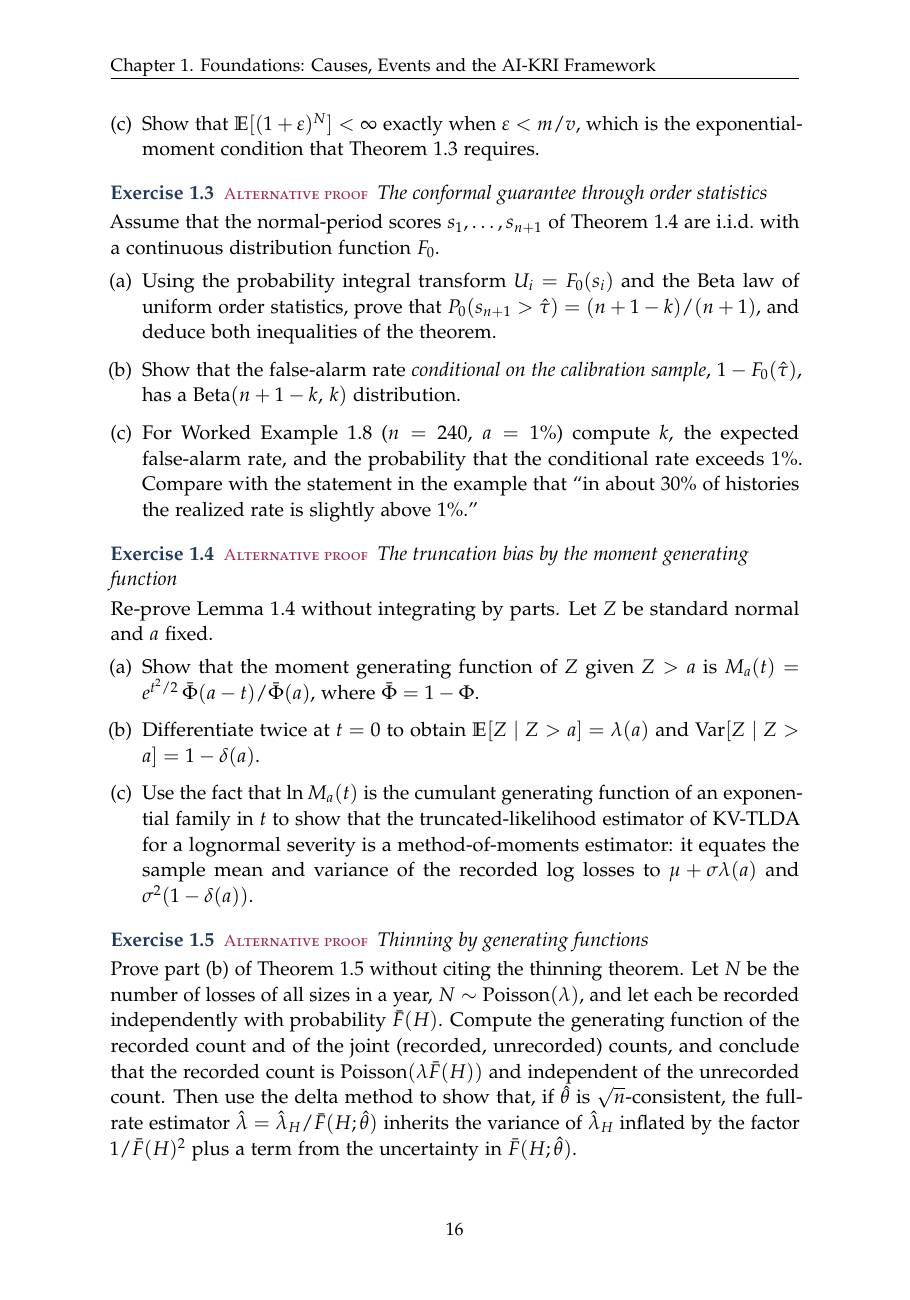 Chapter 1. Foundations: Causes, Events and the AI-KRI Framework
(c) Show that 𝔼[(1 + ε)^N] < ∞ exactly when ε < m/v, which is the exponential-
moment condition that Theorem 1.3 requires.
Exercise 1.3 ALTERNATIVE PROOF The conformal guarantee through order statistics
Assume that the normal-period scores s₁, . . . , sₙ₊₁ of Theorem 1.4 are i.i.d. with
a continuous distribution function F₀.
(a) Using the probability integral transform Uᵢ = F₀(sᵢ) and the Beta law of
uniform order statistics, prove that P₀(sₙ₊₁ > τ̂) = (n + 1 − k)/(n + 1), and
deduce both inequalities of the theorem.
(b) Show that the false-alarm rate conditional on the calibration sample, 1 − F₀(τ̂),
has a Beta(n + 1 − k, k) distribution.
(c) For Worked Example 1.8 (n = 240, a = 1%) compute k, the expected
false-alarm rate, and the probability that the conditional rate exceeds 1%.
Compare with the statement in the example that “in about 30% of histories
the realized rate is slightly above 1%.”
Exercise 1.4 ALTERNATIVE PROOF The truncation bias by the moment generating
function
Re-prove Lemma 1.4 without integrating by parts. Let Z be standard normal
and a fixed.
(a) Show that the moment generating function of Z given Z > a is Mₐ(t) =
e^{t²/2} Φ̄(a − t)/Φ̄(a), where Φ̄ = 1 − Φ.
(b) Differentiate twice at t = 0 to obtain 𝔼[Z | Z > a] = λ(a) and Var[Z | Z >
a] = 1 − δ(a).
(c) Use the fact that ln Mₐ(t) is the cumulant generating function of an exponen-
tial family in t to show that the truncated-likelihood estimator of KV-TLDA
for a lognormal severity is a method-of-moments estimator: it equates the
sample mean and variance of the recorded log losses to μ + σλ(a) and
σ²(1 − δ(a)).
Exercise 1.5 ALTERNATIVE PROOF Thinning by generating functions
Prove part (b) of Theorem 1.5 without citing the thinning theorem. Let N be the
number of losses of all sizes in a year, N ∼ Poisson(λ), and let each be recorded
independently with probability F̄(H). Compute the generating function of the
recorded count and of the joint (recorded, unrecorded) counts, and conclude
that the recorded count is Poisson(λF̄(H)) and independent of the unrecorded
count. Then use the delta method to show that, if θ̂ is √n-consistent, the full-
rate estimator λ̂ = λ̂_H/F̄(H; θ̂) inherits the variance of λ̂_H inflated by the factor
1/F̄(H)² plus a term from the uncertainty in F̄(H; θ̂).
16